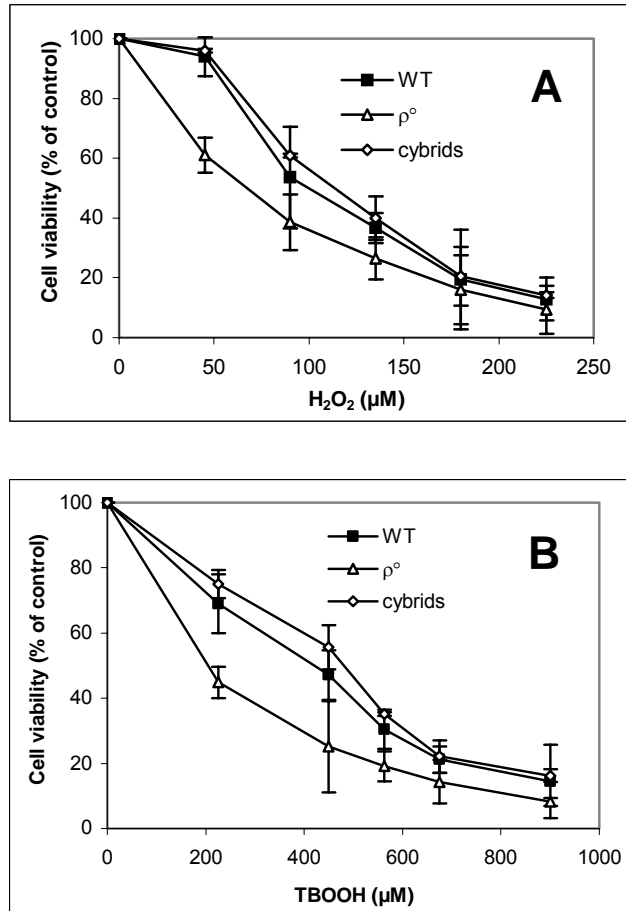 A
WT
ρ°
cybrids
Cell viability (% of control)
100
80
60
40
20
0
0 50 100 150 200 250
H₂O₂ (µM)
B
WT
ρ°
cybrids
Cell viability (% of control)
100
80
60
40
20
0
0 200 400 600 800 1000
TBOOH (µM)